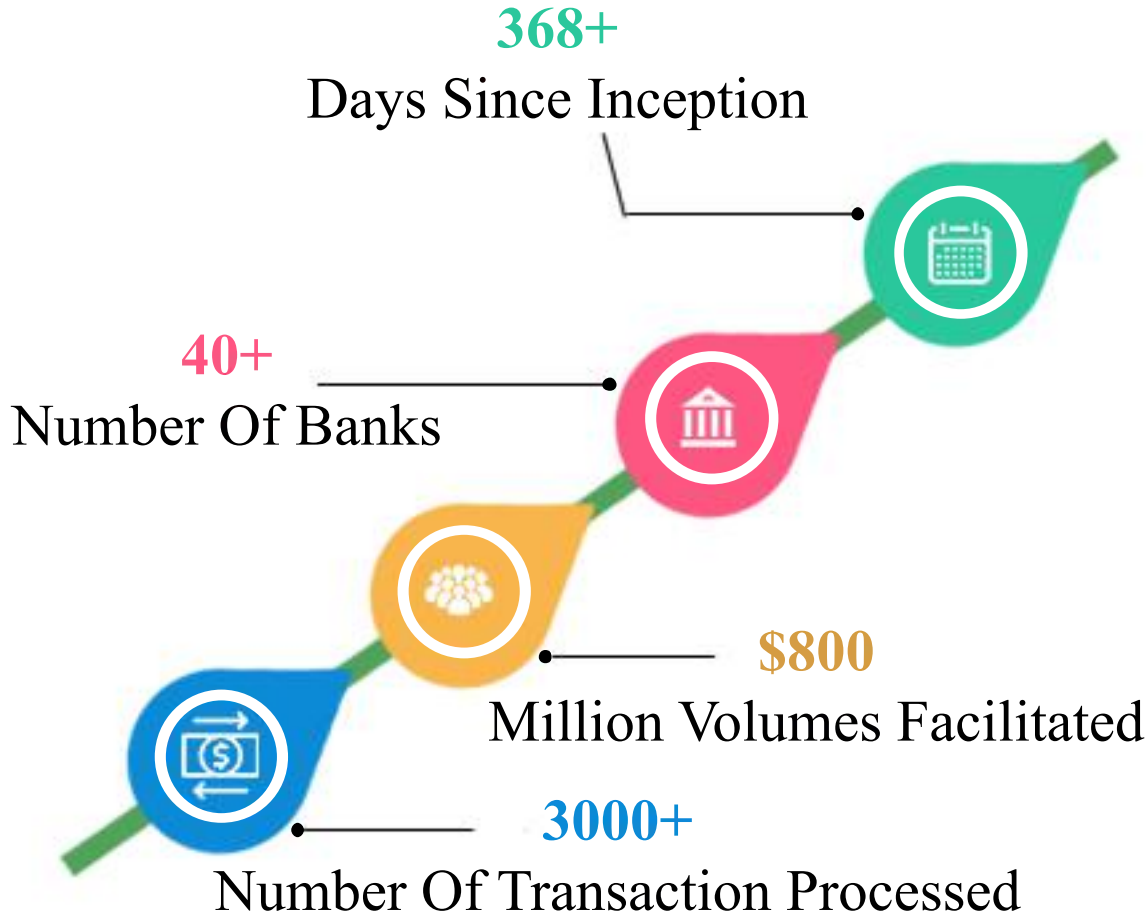 368+
Days Since Inception
40+
Number Of Banks
$800
Million Volumes Facilitated
3000+
Number Of Transaction Processed